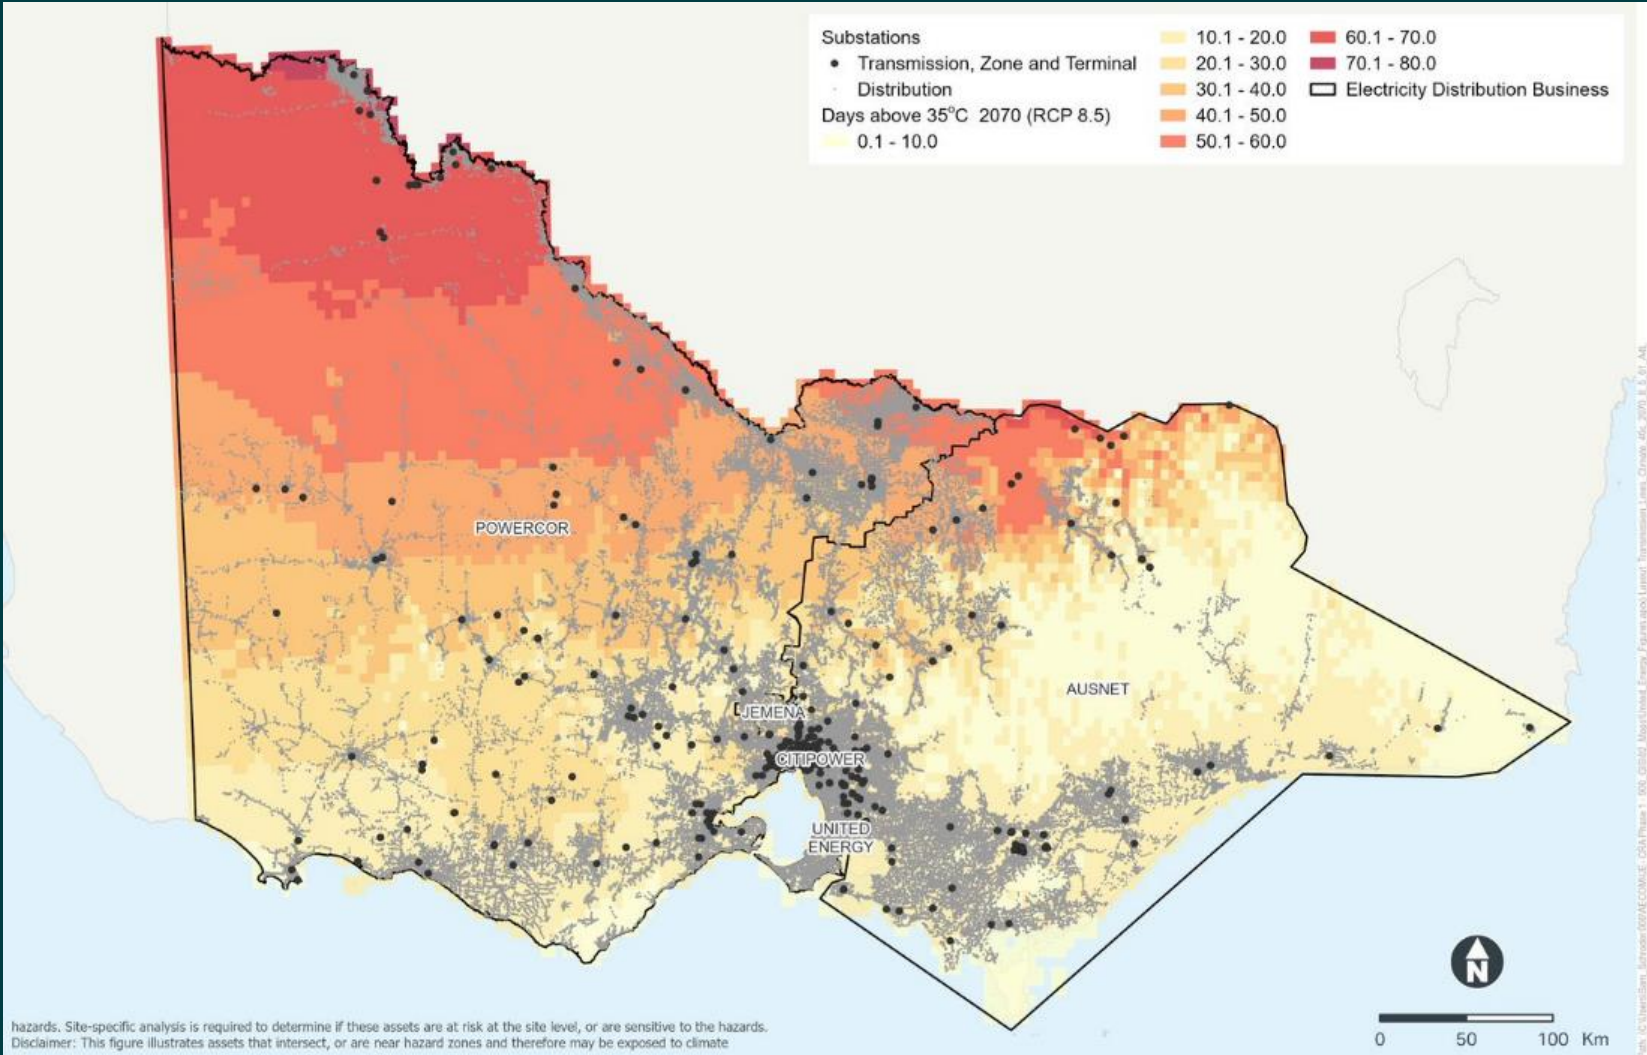 Substations
Transmission, Zone and Terminal
Distribution
Days above 35°C 2070 (RCP 8.5)
0.1 - 10.0
10.1 - 20.0
20.1 - 30.0
30.1 - 40.0
40.1 - 50.0
50.1 - 60.0
60.1 - 70.0
70.1 - 80.0
Electricity Distribution Business
POWERCOR
AUSNET
JEMENA
CITIPOWER
UNITED
ENERGY
N
0 50 100 Km
hazards. Site-specific analysis is required to determine if these assets are at risk at the site level, or are sensitive to the hazards.
Disclaimer: This figure illustrates assets that intersect, or are near hazard zones and therefore may be exposed to climate